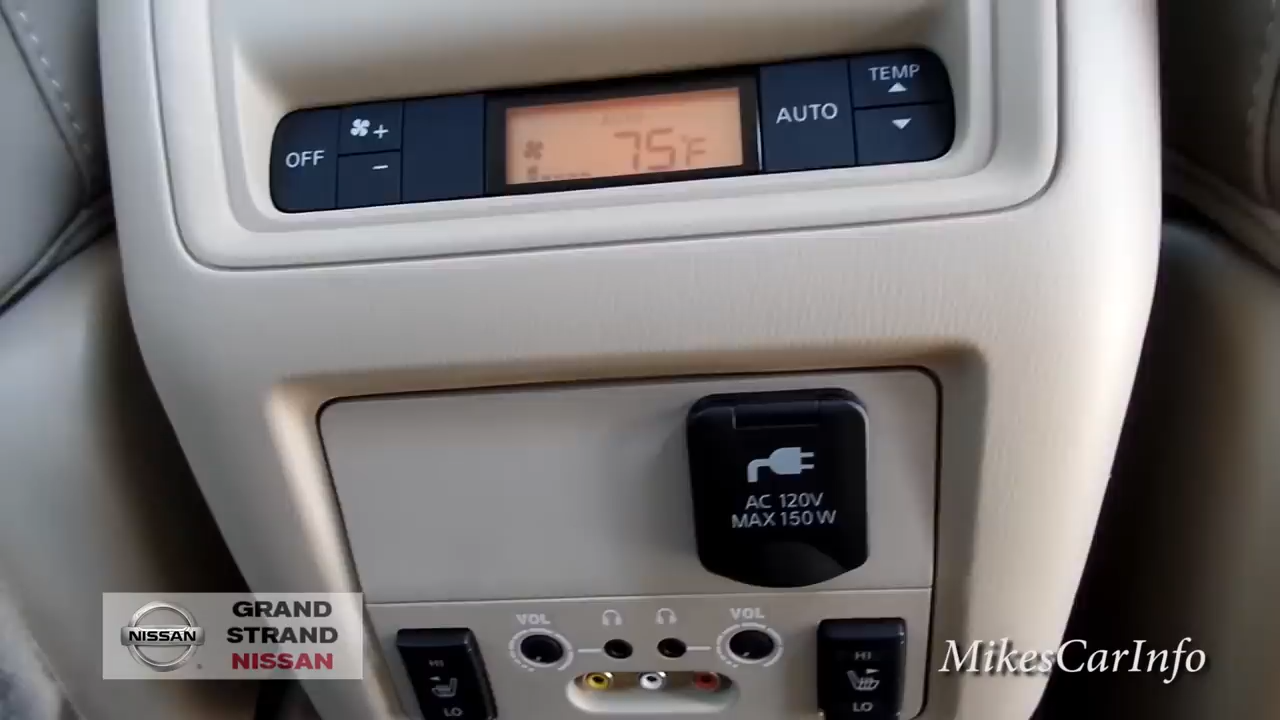 OFF
+
-
75°F
AUTO
TEMP
AC 120V
MAX 150 W
VOL
VOL
HI
LO
HI
LO
NISSAN
GRAND
STRAND
NISSAN
MikesCarInfo